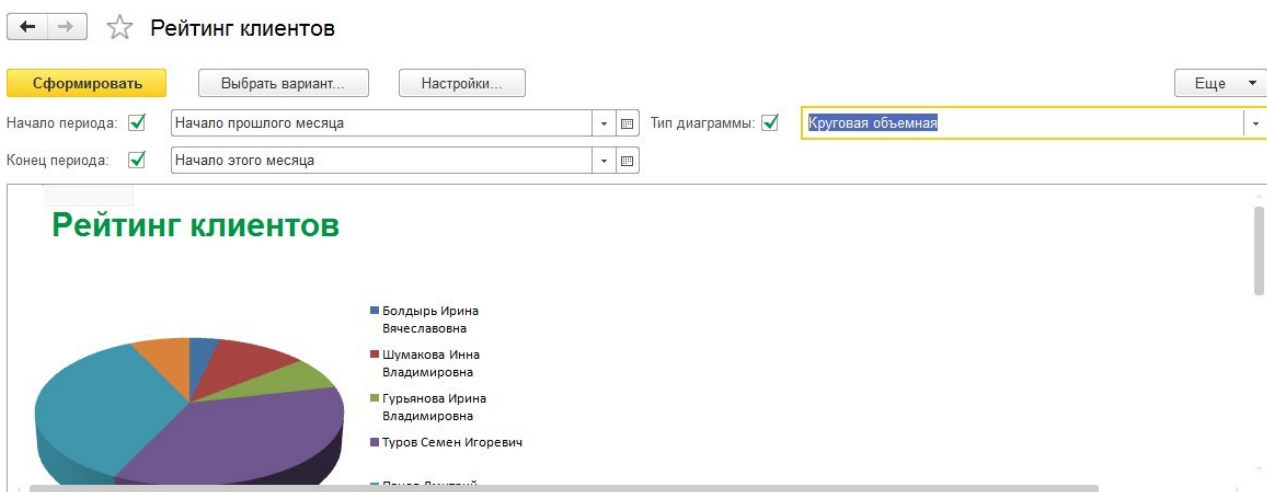 Рейтинг клиентов
Сформировать Выбрать вариант... Настройки... Еще
Начало периода: Начало прошлого месяца Тип диаграммы: Круговая объемная
Конец периода: Начало этого месяца
Рейтинг клиентов
Болдырь Ирина
Вячеславовна
Шумакова Инна
Владимировна
Гурьянова Ирина
Владимировна
Туров Семен Игоревич